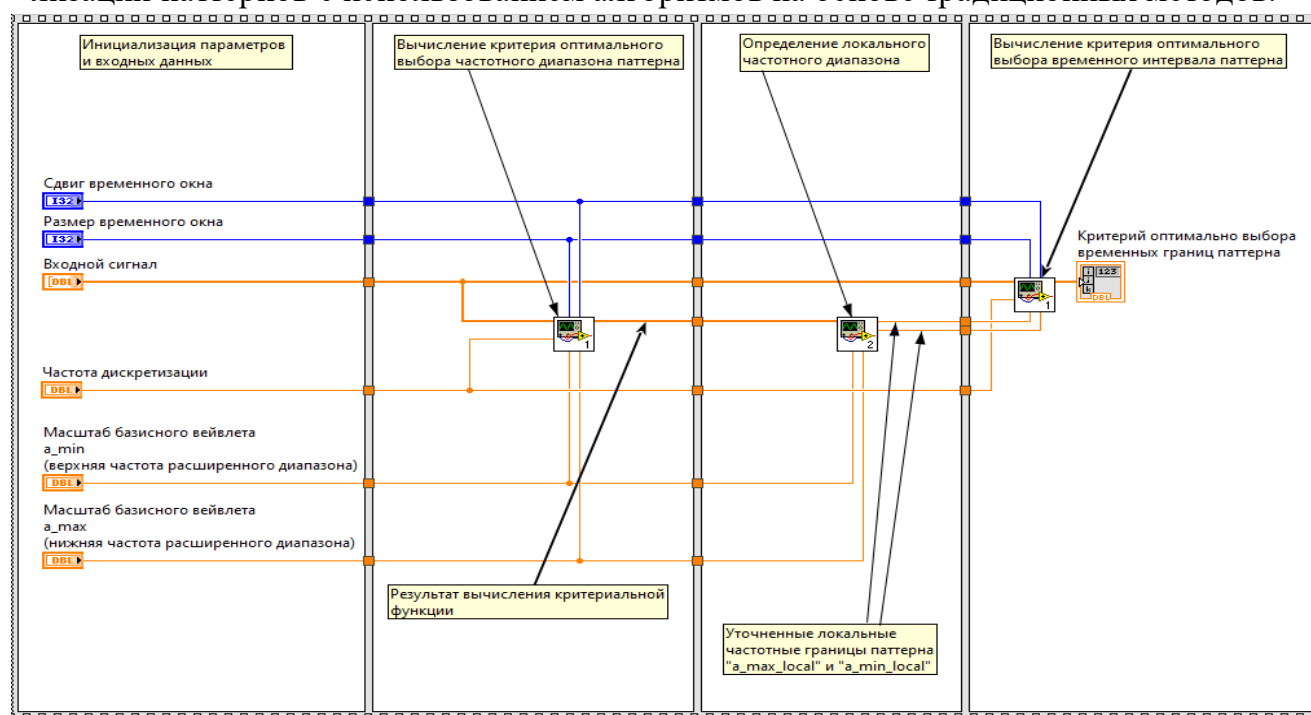 Инициализация параметров
и входных данных
Вычисление критерия оптимального
выбора частотного диапазона паттерна
Определение локального
частотного диапазона
Вычисление критерия оптимального
выбора временного интервала паттерна
Сдвиг временного окна
I32
Размер временного окна
I32
Входной сигнал
[DBL]
Частота дискретизации
DBL
Масштаб базисного вейвлета
a_min
(верхняя частота расширенного диапазона)
DBL
Масштаб базисного вейвлета
a_max
(нижняя частота расширенного диапазона)
DBL
1
2
1
Критерий оптимально выбора
временных границ паттерна
i
j
k
123
DBL
Результат вычисления критериальной
функции
Уточненные локальные
частотные границы паттерна
"a_max_local" и "a_min_local"